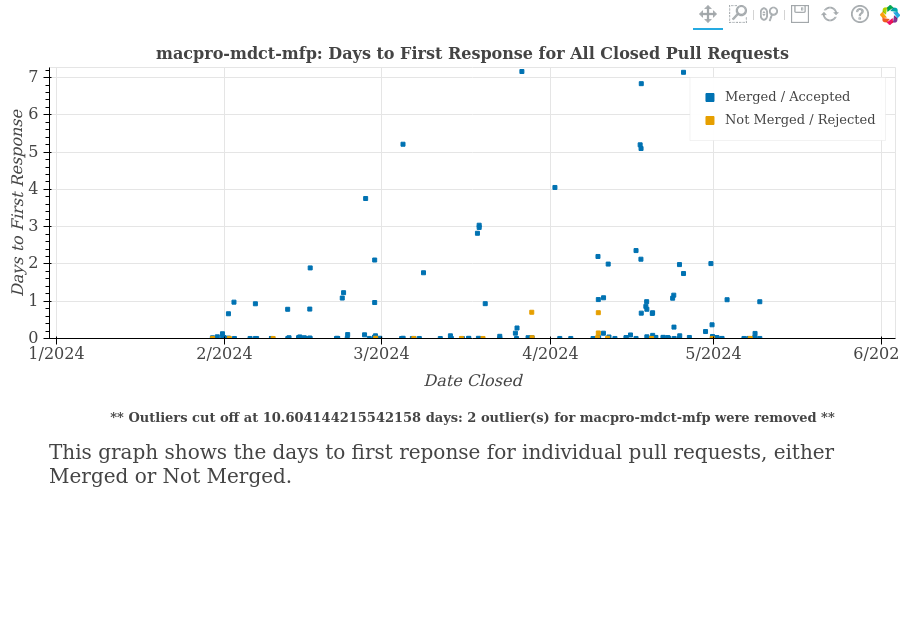 macpro-mdct-mfp: Days to First Response for All Closed Pull Requests
7
6
5
4
3
2
1
0
Days to First Response
Merged / Accepted
Not Merged / Rejected
1/2024
2/2024
3/2024
4/2024
5/2024
6/202
Date Closed
** Outliers cut off at 10.604144215542158 days: 2 outlier(s) for macpro-mdct-mfp were removed **
This graph shows the days to first reponse for individual pull requests, either
Merged or Not Merged.